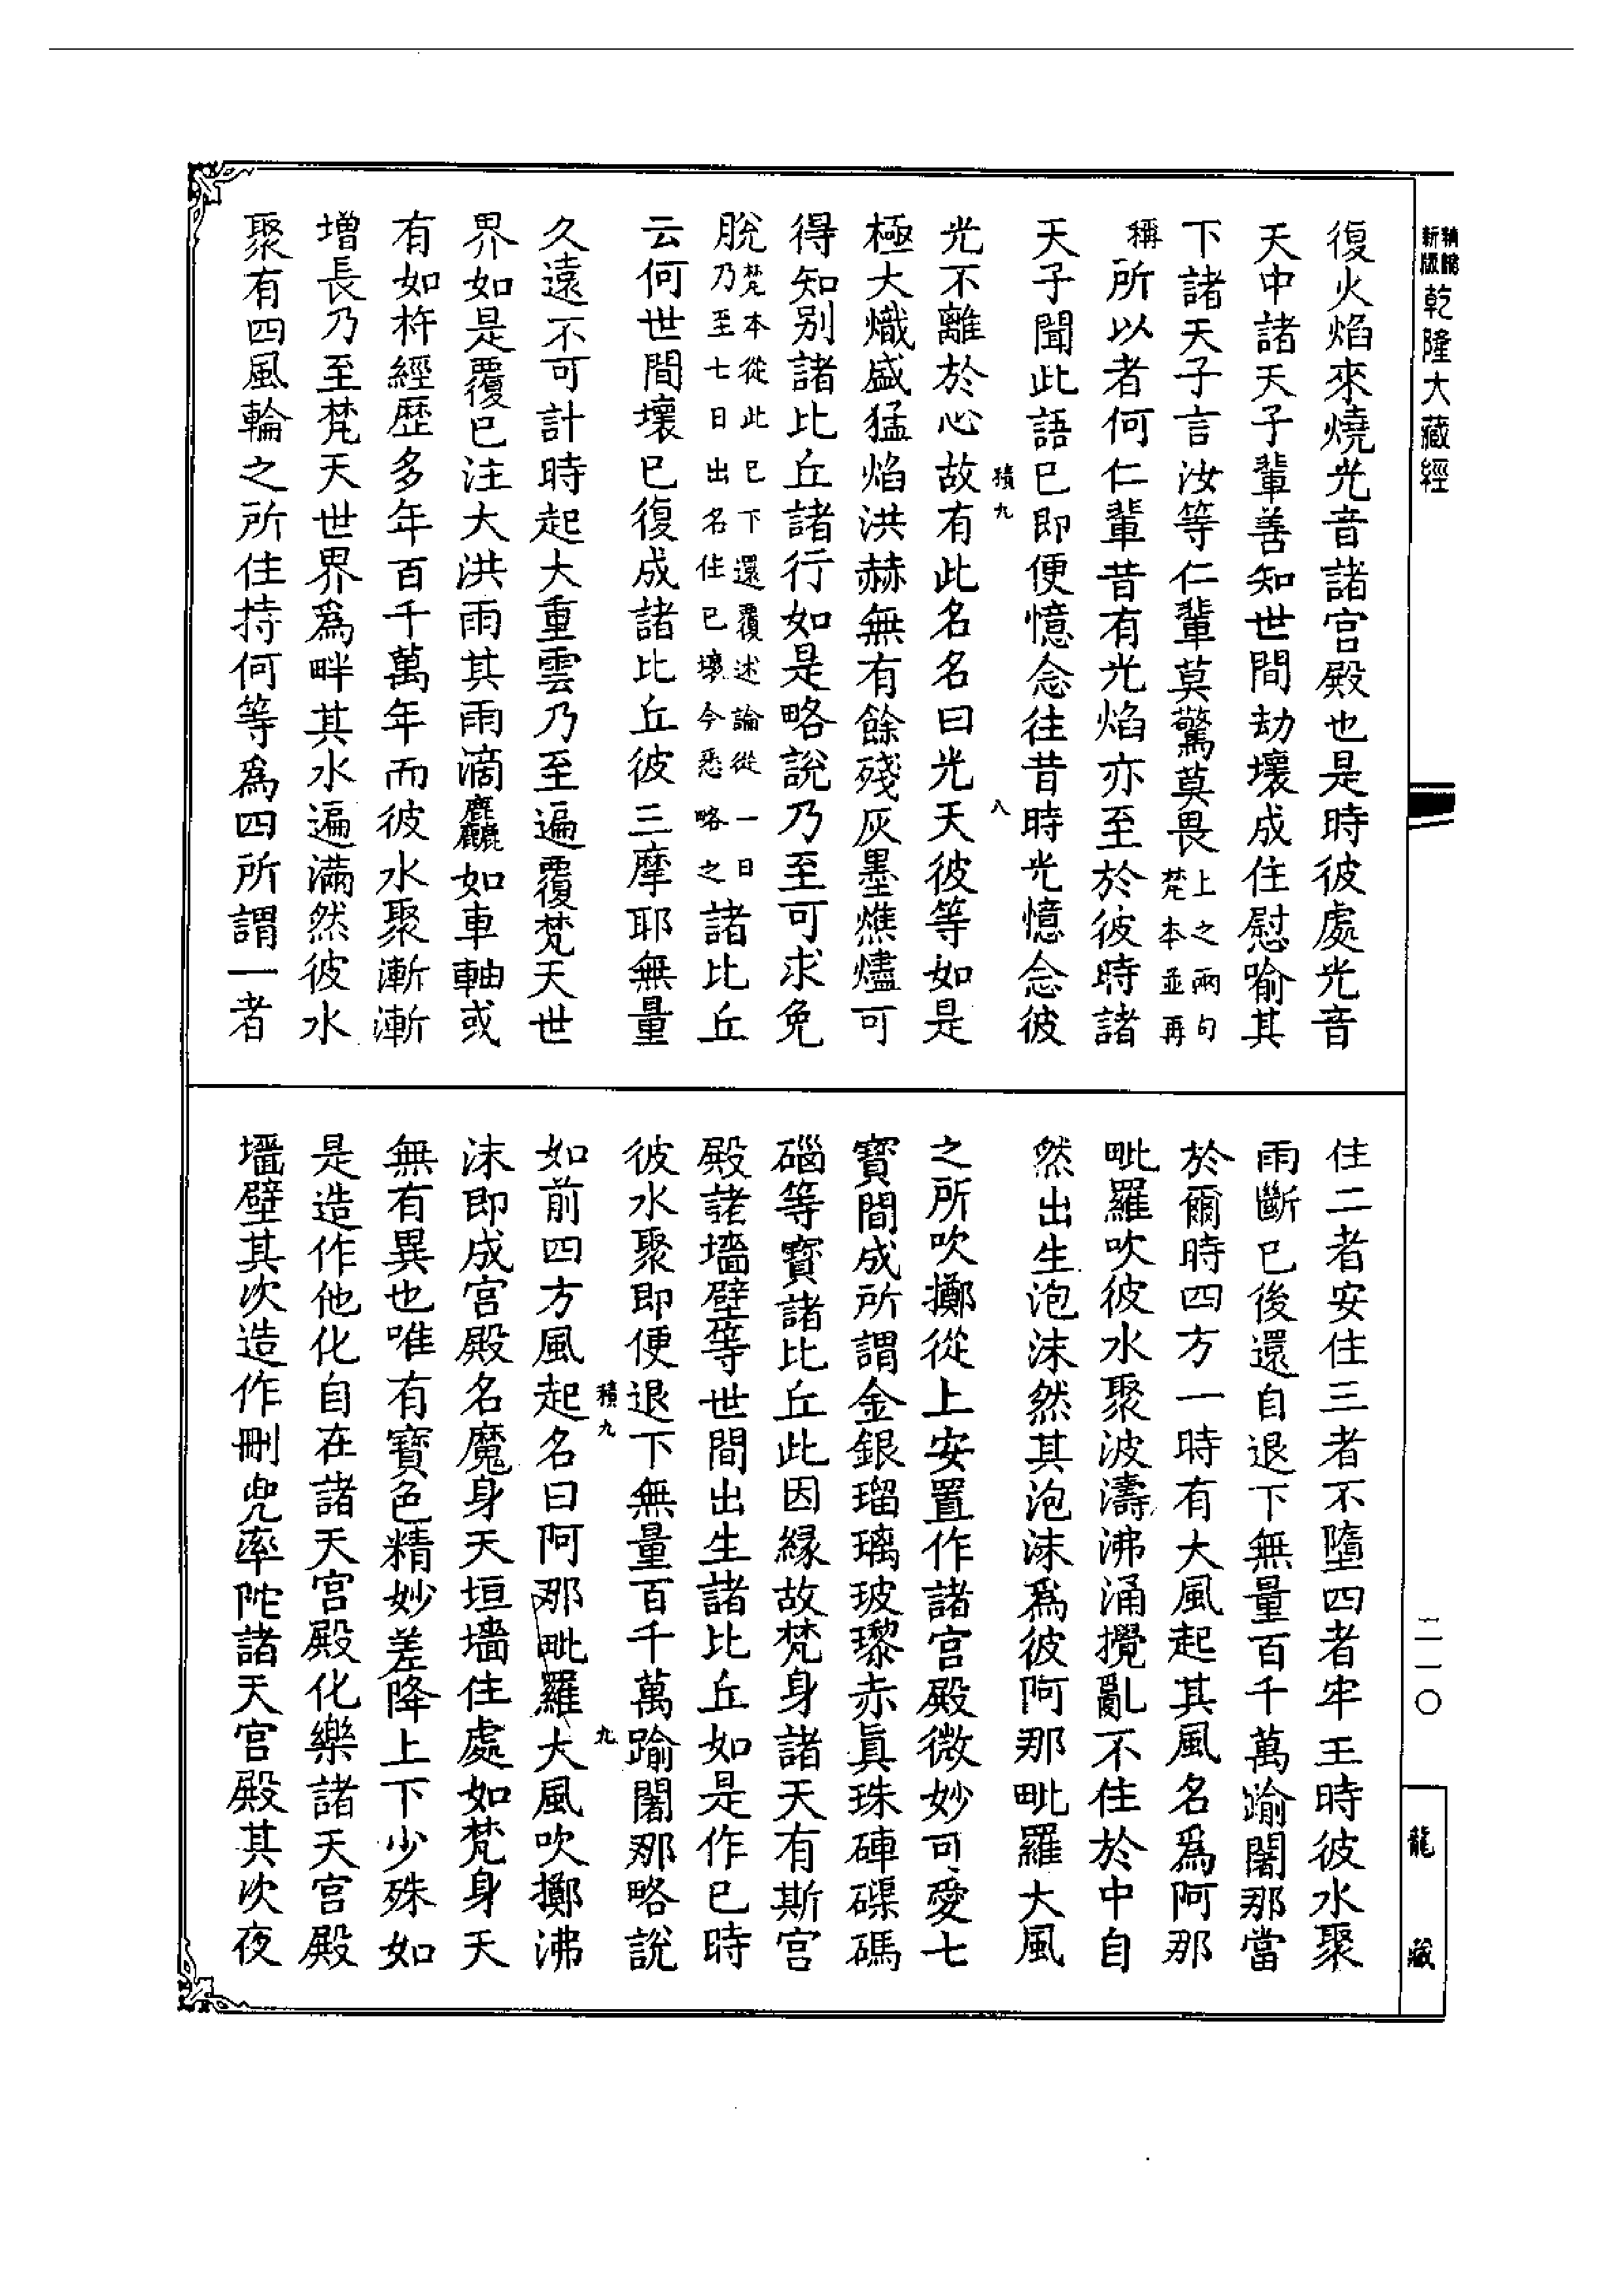 新版
精縮
乾隆大藏經
復火焰來燒光音諸宮殿也是時彼處光音
天中諸天子輩善知世間劫壞成住慰喻其
下諸天子言汝等仁輩莫驚莫畏上之兩句梵本並再
稱所以者何仁輩昔有光焰亦至於彼時諸
天子聞此語已即便憶念往昔時光憶念彼
積九
八
光不離於心故有此名名曰光天彼等如是
極大熾盛猛焰洪赫無有餘殘灰墨燋燼可
得知別諸比丘諸行如是略說乃至可求免
脫梵本從此已下還覆述論從一日乃至七日出名住已壞今悉略之諸比丘
云何世間壞已復成諸比丘彼三摩耶無量
久遠不可計時起大重雲乃至遍覆梵天世
界如是覆已注大洪雨其雨滴麤如車軸或
有如杵經歷多年百千萬年而彼水聚漸漸
增長乃至梵天世界為畔其水遍滿然彼水
聚有四風輪之所住持何等為四所謂一者
住二者安住三者不墮四者牢主時彼水聚
雨斷已後還自退下無量百千萬踰闍那當
於爾時四方一時有大風起其風名為阿那
毗羅吹彼水聚波濤沸涌攪亂不住於中自
然出生泡沫然其泡沫為彼阿那毗羅大風
之所吹擲從上安置作諸宮殿微妙可愛七
寶間成所謂金銀瑠璃玻瓈赤眞珠硨磲碼
碯等寶諸比丘此因緣故梵身諸天有斯宮
殿諸墻壁等世間出生諸比丘如是作已時
彼水聚即便退下無量百千萬踰闍那略說
積九
九
如前四方風起名曰阿那毗羅大風吹擲沸
沫即成宮殿名魔身天垣墻住處如梵身天
無有異也唯有寶色精妙差降上下少殊如
是造作他化自在諸天宮殿化樂諸天宮殿
墻壁其次造作刪兜率陀諸天宮殿其次夜
二一〇
龍藏